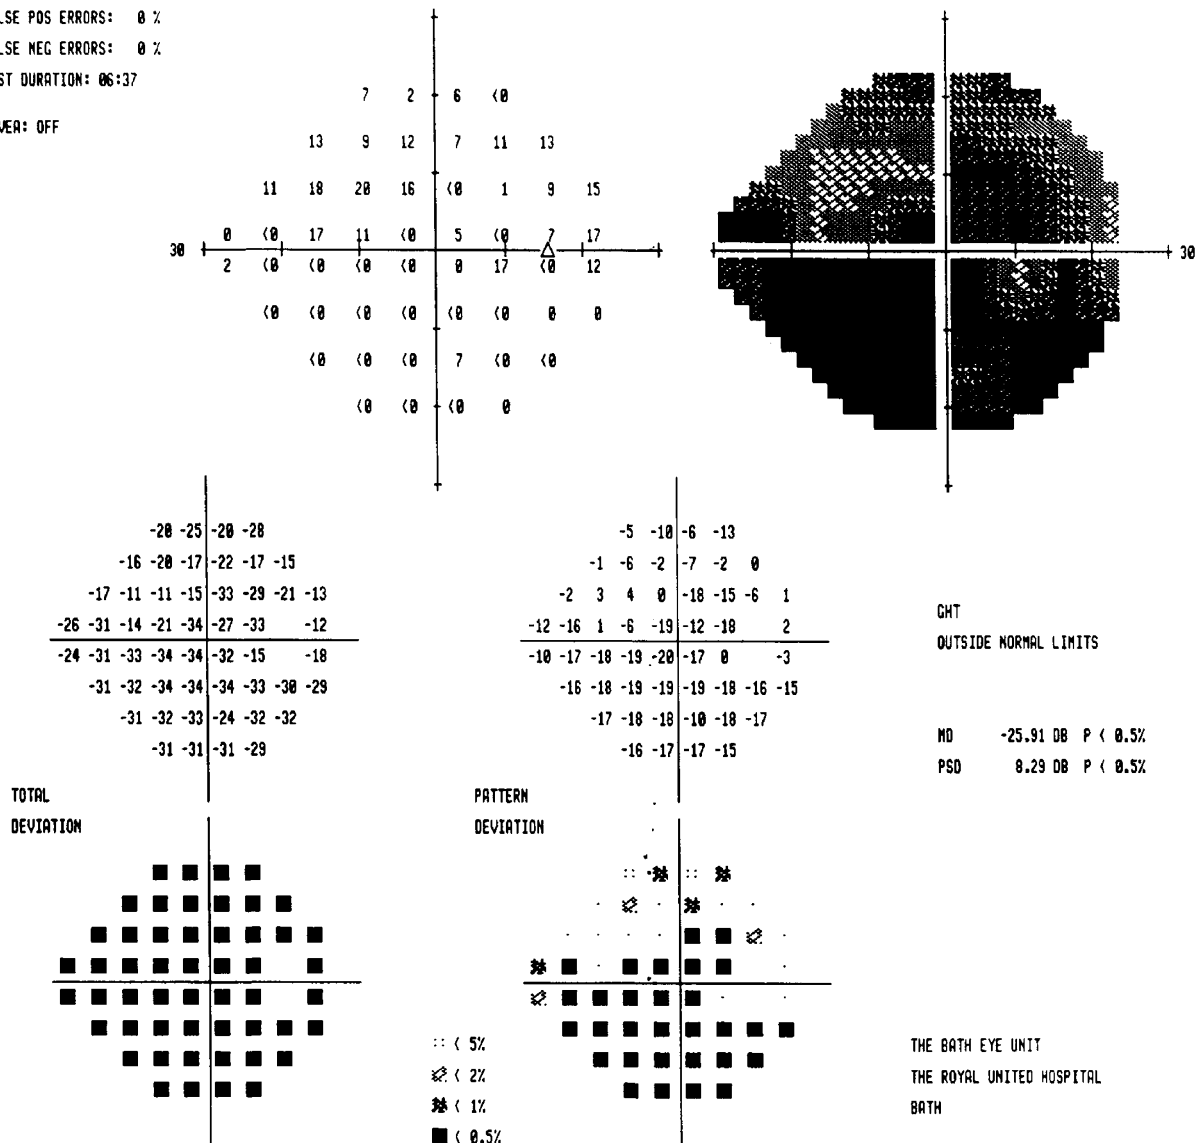 LSE POS ERRORS: 0 %
LSE NEG ERRORS: 0 %
ST DURATION: 06:37
VEA: OFF
7 2 6 <0
13 9 12 7 11 13
11 18 20 16 <0 1 9 15
0 <0 17 11 <0 5 <0 7 17
30 30
2 <0 <0 <0 <0 0 17 <0 12
<0 <0 <0 <0 <0 <0 0 0
<0 <0 <0 7 <0 <0
<0 <0 <0 0
-20 -25 -20 -28
-16 -20 -17 -22 -17 -15
-17 -11 -11 -15 -33 -29 -21 -13
-26 -31 -14 -21 -34 -27 -33 -12
-24 -31 -33 -34 -34 -32 -15 -18
-31 -32 -34 -34 -34 -33 -30 -29
-31 -32 -33 -24 -32 -32
-31 -31 -31 -29
-5 -10 -6 -13
-1 -6 -2 -7 -2 0
-2 3 4 0 -18 -15 -6 1
-12 -16 1 -6 -19 -12 -18 2
-10 -17 -18 -19 -20 -17 0 -3
-16 -18 -19 -19 -19 -18 -16 -15
-17 -18 -18 -10 -18 -17
-16 -17 -17 -15
GHT
OUTSIDE NORMAL LIMITS
MD -25.91 DB P < 0.5%
PSD 8.29 DB P < 0.5%
TOTAL
DEVIATION
PATTERN
DEVIATION
< 5%
< 2%
< 1%
< 0.5%
THE BATH EYE UNIT
THE ROYAL UNITED HOSPITAL
BATH